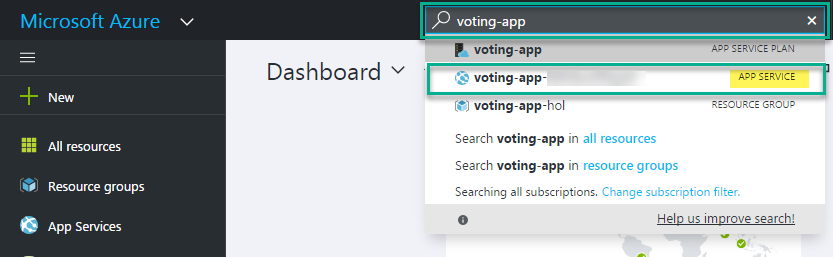 Microsoft Azure
voting-app
voting-app APP SERVICE PLAN
Dashboard
voting-app- APP SERVICE
New
voting-app-hol RESOURCE GROUP
All resources
Search voting-app in all resources
Search voting-app in resource groups
Resource groups
Searching all subscriptions. Change subscription filter.
App Services
Help us improve search!